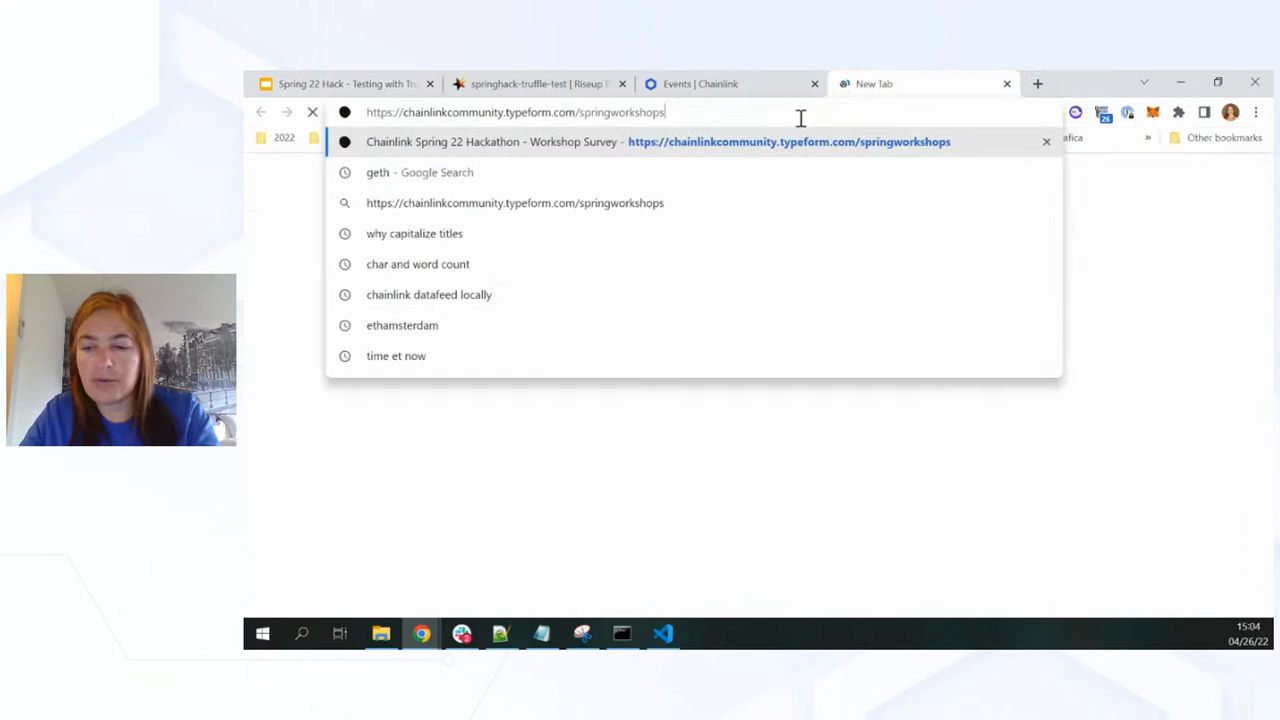 Spring 22 Hack - Testing with Tru
springhack-truffle-test | Riseup P
Events | Chainlink
New Tab
https://chainlinkcommunity.typeform.com/springworkshops
26
2022
afica
»
Other bookmarks
Chainlink Spring 22 Hackathon - Workshop Survey - https://chainlinkcommunity.typeform.com/springworkshops
geth - Google Search
https://chainlinkcommunity.typeform.com/springworkshops
why capitalize titles
char and word count
chainlink datafeed locally
ethamsterdam
time et now
15:04
04/26/22